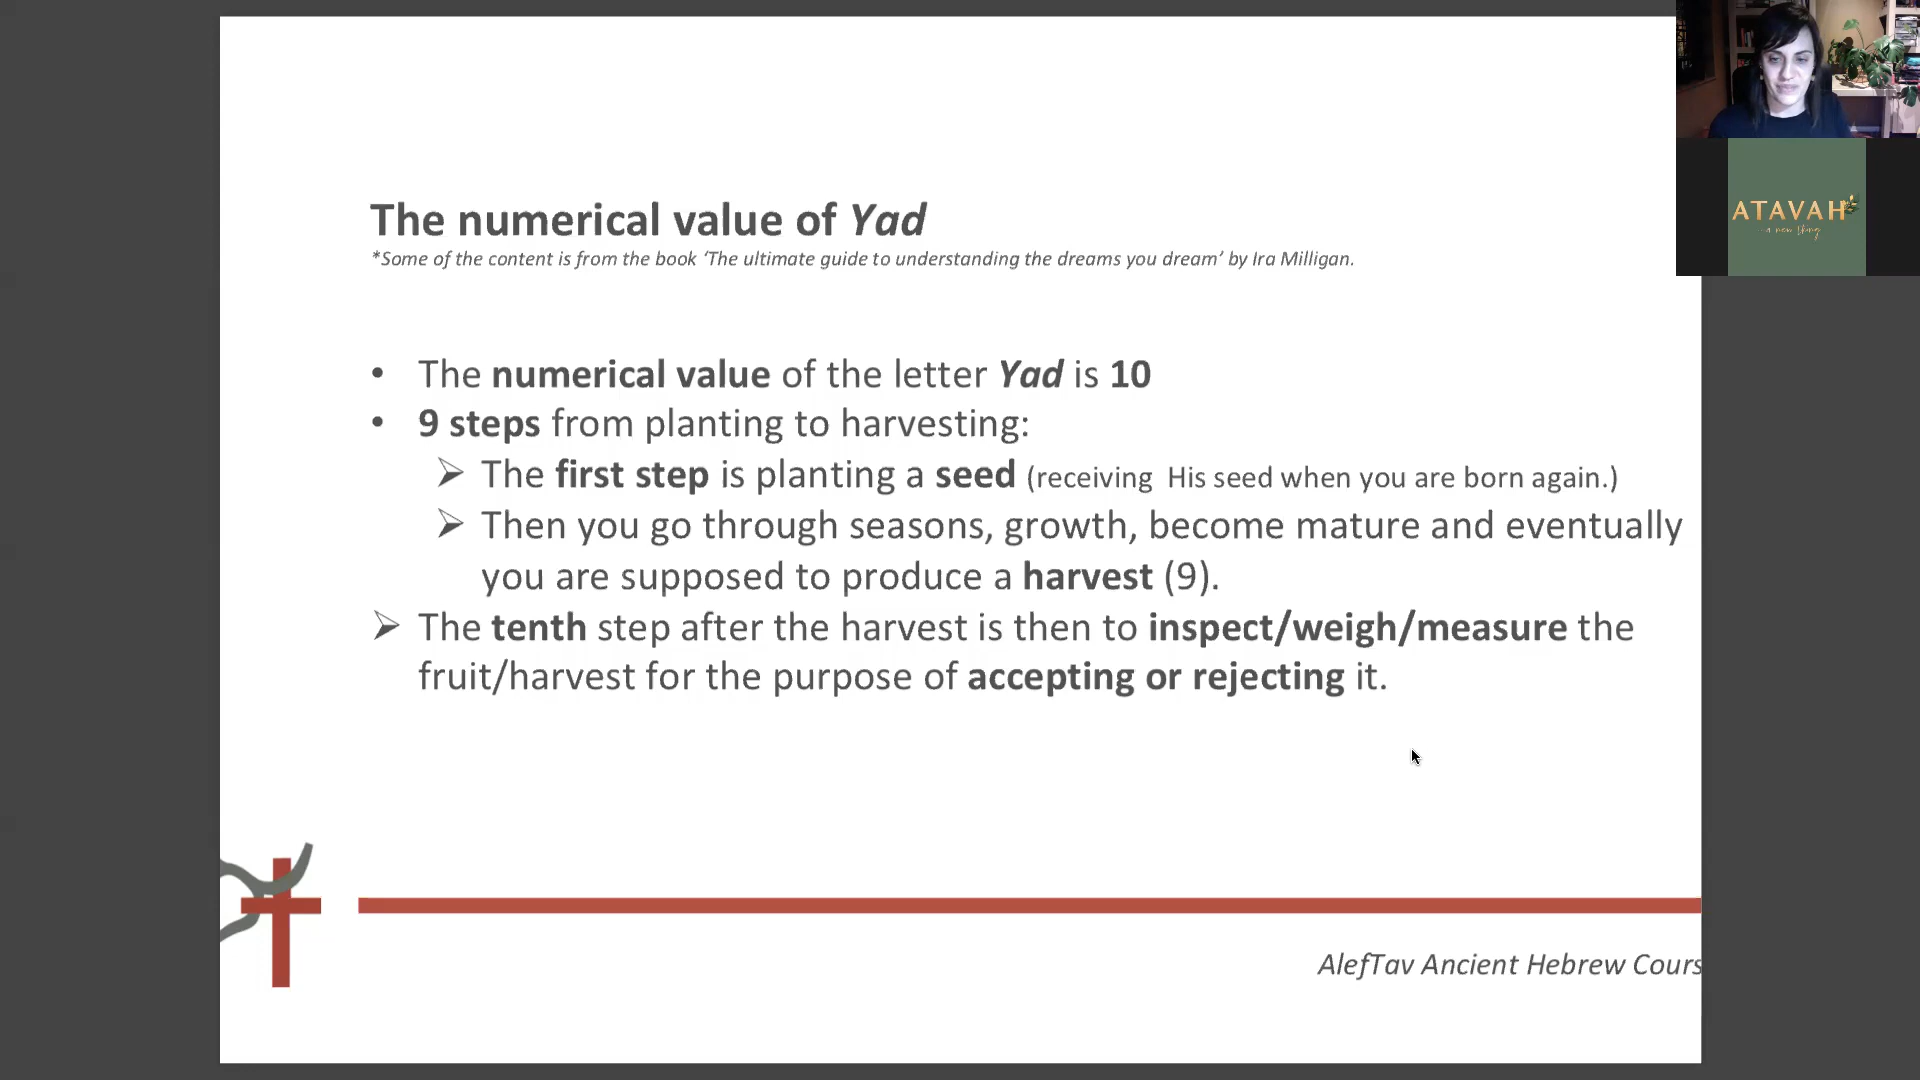 The numerical value of Yad
*Some of the content is from the book ‘The ultimate guide to understanding the dreams you dream’ by Ira Milligan.
• The numerical value of the letter Yad is 10
• 9 steps from planting to harvesting:
➢ The first step is planting a seed (receiving His seed when you are born again.)
➢ Then you go through seasons, growth, become mature and eventually
you are supposed to produce a harvest (9).
➢ The tenth step after the harvest is then to inspect/weigh/measure the
fruit/harvest for the purpose of accepting or rejecting it.
AlefTav Ancient Hebrew Cours
ATAVAH
a new thing